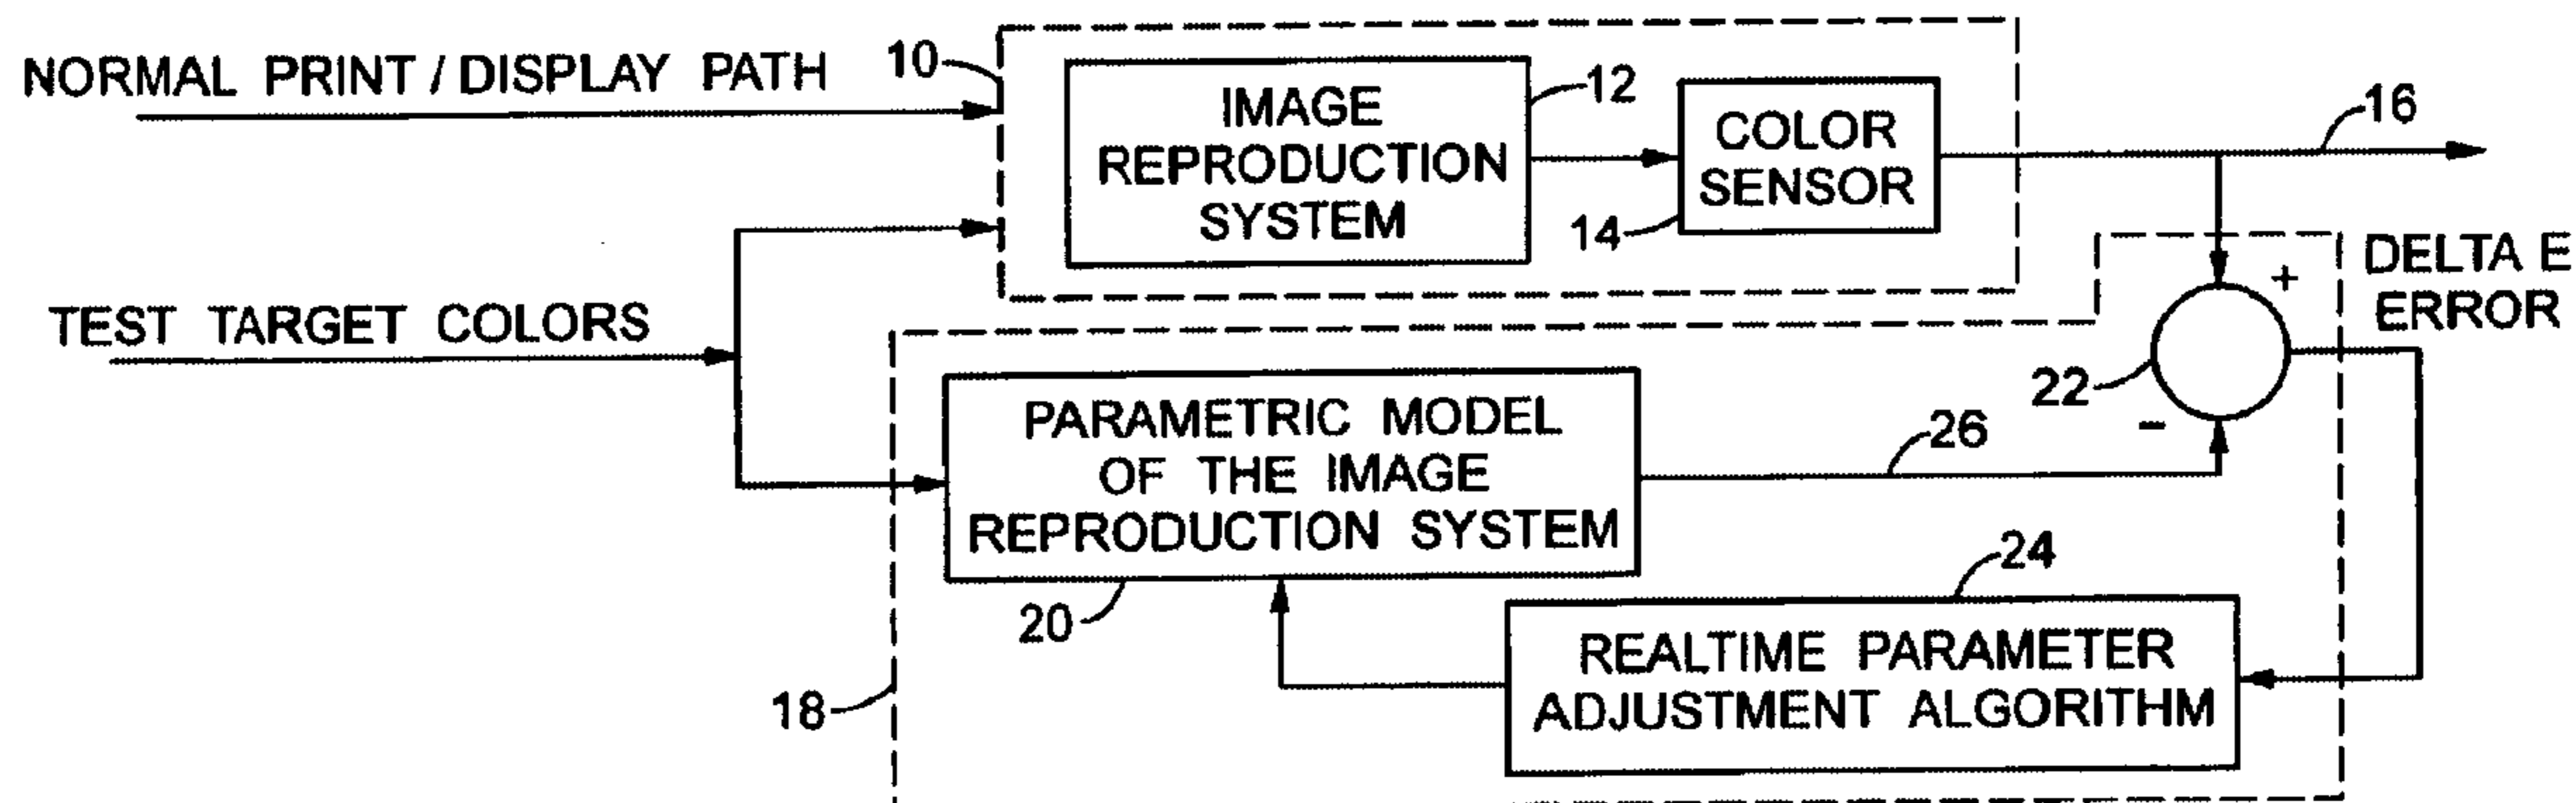 NORMAL PRINT / DISPLAY PATH
10
IMAGE
REPRODUCTION
SYSTEM
12
COLOR
SENSOR
14
16
TEST TARGET COLORS
+
DELTA E
ERROR
22
-
PARAMETRIC MODEL
OF THE IMAGE
REPRODUCTION SYSTEM
26
20
24
REALTIME PARAMETER
ADJUSTMENT ALGORITHM
18